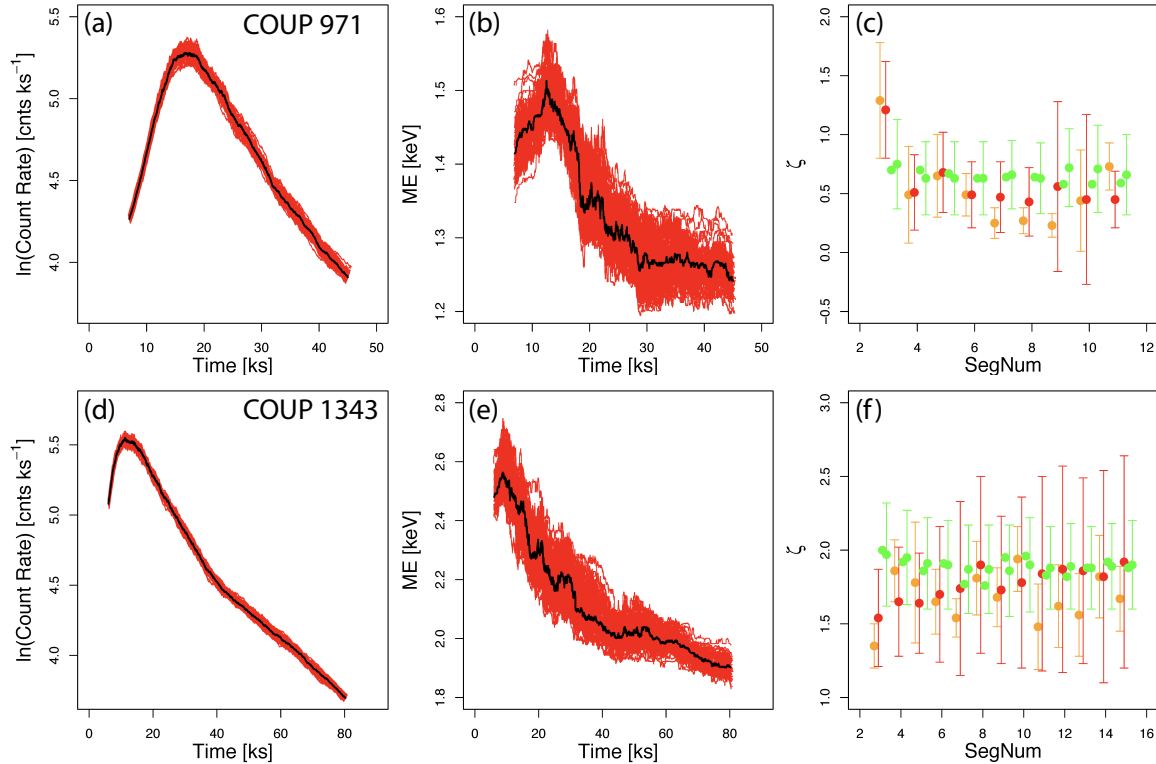 (a) COUP 971
ln(Count Rate) [cnts ks⁻¹]
5.5
5.0
4.5
4.0
0 10 20 30 40 50
Time [ks]
(b)
ME [keV]
1.6
1.5
1.4
1.3
1.2
0 10 20 30 40 50
Time [ks]
(c)
ζ
2.0
1.5
1.0
0.5
0.0
−0.5
2 4 6 8 10 12
SegNum
(d) COUP 1343
ln(Count Rate) [cnts ks⁻¹]
5.5
5.0
4.5
4.0
0 20 40 60 80
Time [ks]
(e)
ME [keV]
2.8
2.6
2.4
2.2
2.0
1.8
0 20 40 60 80
Time [ks]
(f)
ζ
3.0
2.5
2.0
1.5
1.0
2 4 6 8 10 12 14 16
SegNum